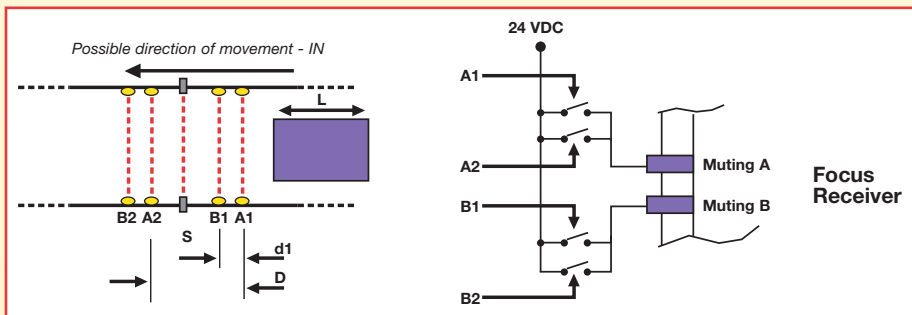 Possible direction of movement - IN
L
B2 A2
B1 A1
S
d1
D
24 VDC
A1
A2
B1
B2
Muting A
Muting B
Focus
Receiver